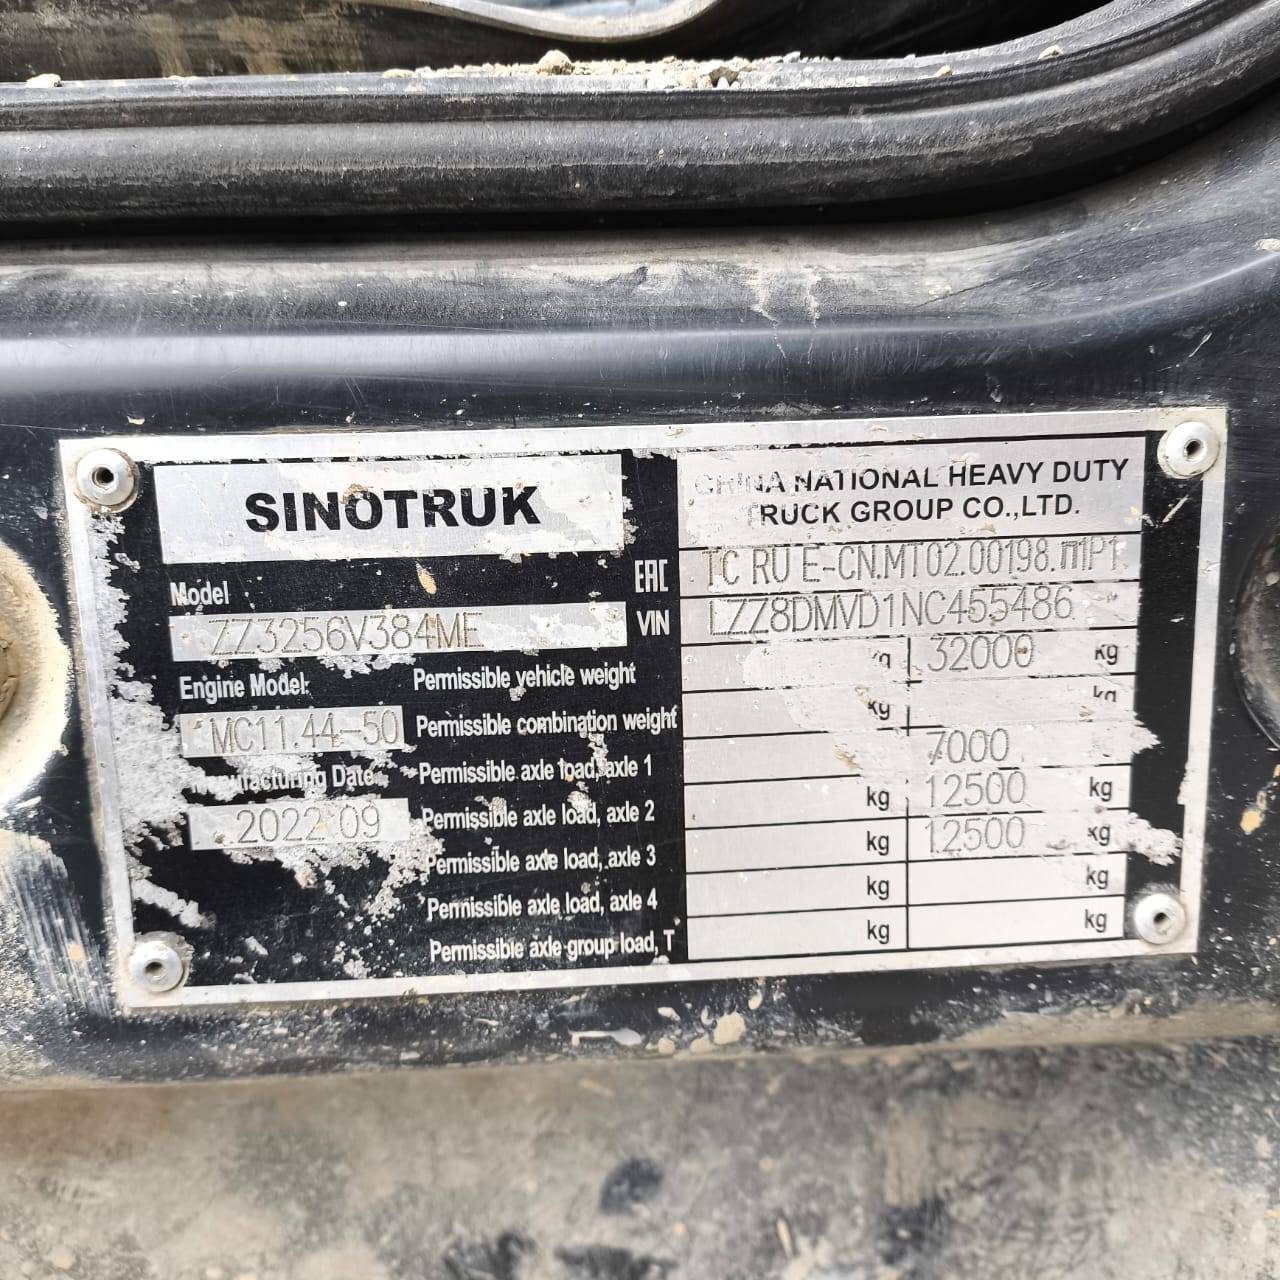 SINOTRUK
CHINA NATIONAL HEAVY DUTY
TRUCK GROUP CO.,LTD.
EAC TC RU E-CN.MT02.00198.П1Р1
Model
VIN LZZ8DMVD1NC455486
ZZ3256V384ME
Engine Model:
Permissible vehicle weight kg 32000 kg
MC11.44-50
Permissible combination weight kg kg
Manufacturing Date:
Permissible axle load, axle 1 7000
2022.09
Permissible axle load, axle 2 kg 12500 kg
Permissible axle load, axle 3 kg 12500 kg
Permissible axle load, axle 4 kg kg
Permissible axle group load, T kg kg